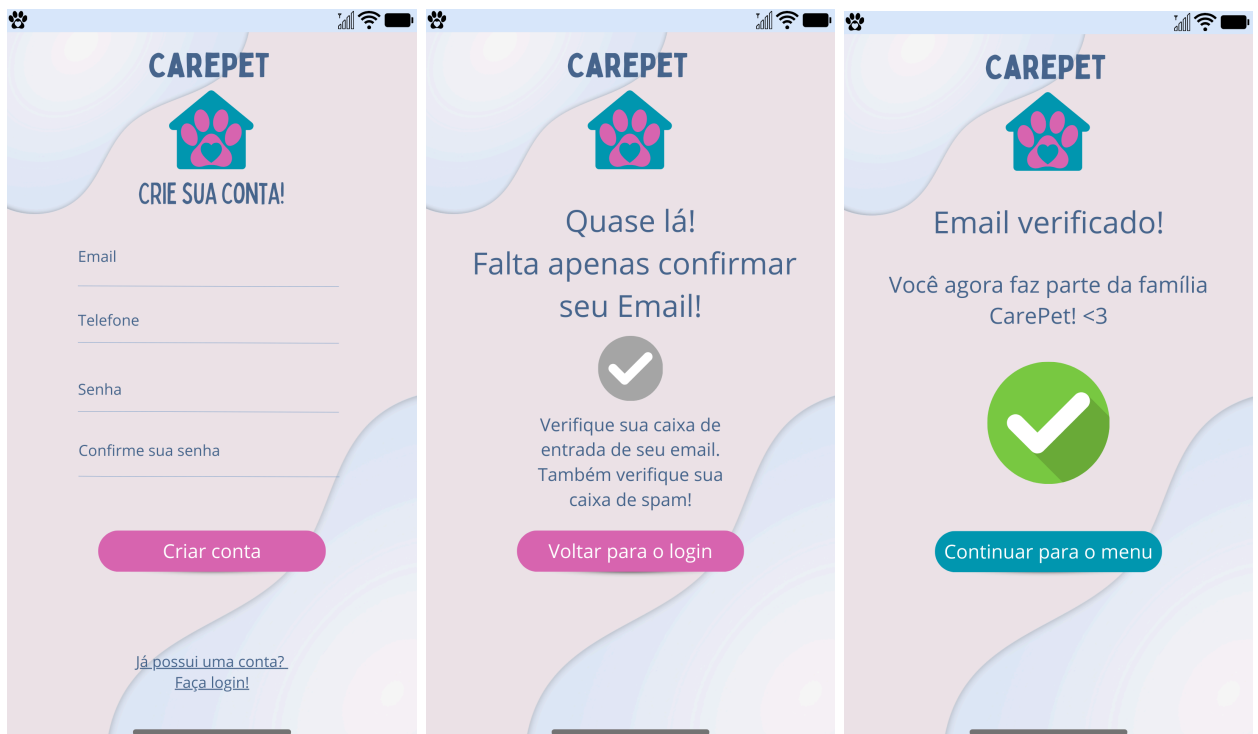 CAREPET
CRIE SUA CONTA!
Email
Telefone
Senha
Confirme sua senha
Criar conta
Já possui uma conta?
Faça login!
CAREPET
Quase lá!
Falta apenas confirmar
seu Email!
Verifique sua caixa de
entrada de seu email.
Também verifique sua
caixa de spam!
Voltar para o login
CAREPET
Email verificado!
Você agora faz parte da família
CarePet! <3
Continuar para o menu